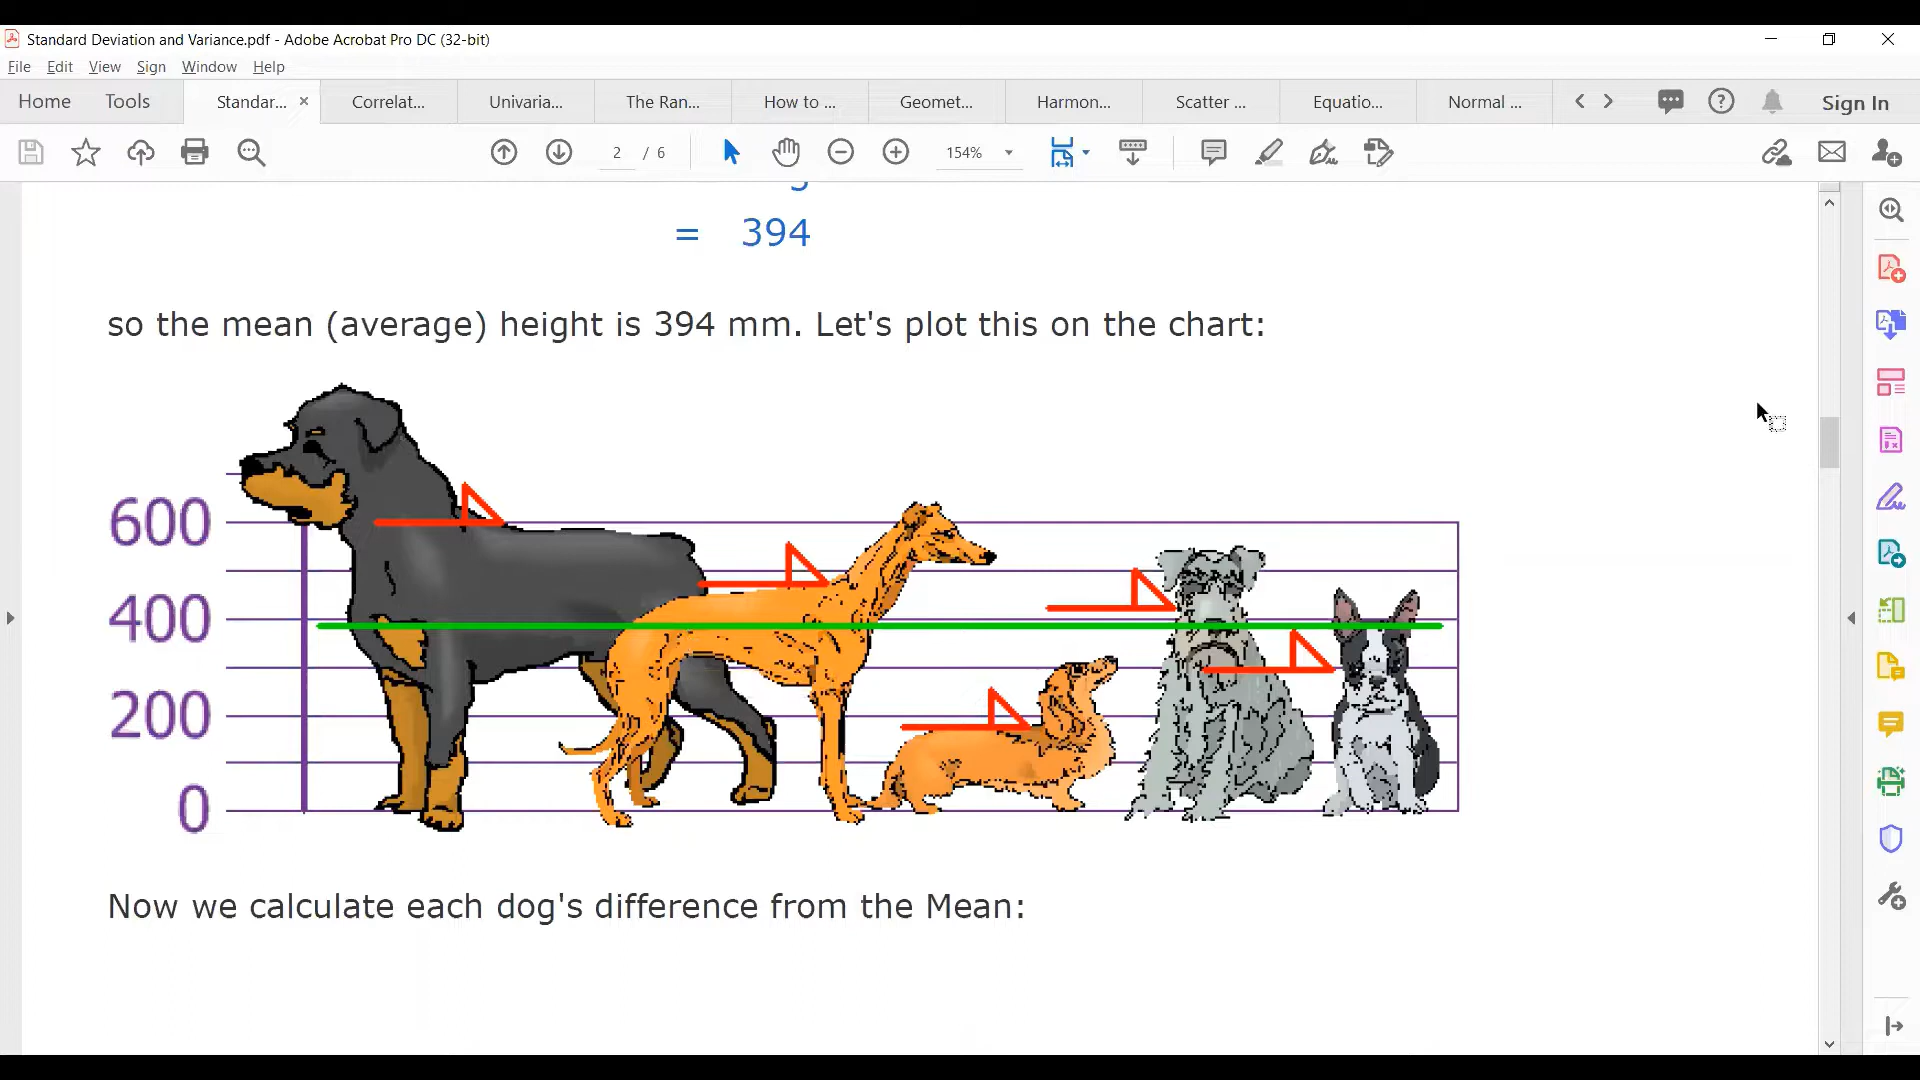 Standard Deviation and Variance.pdf - Adobe Acrobat Pro DC (32-bit)
File Edit View Sign Window Help
Home Tools Standar... × Correlat... Univaria... The Ran... How to ... Geomet... Harmon... Scatter ... Equatio... Normal ... Sign In
2 / 6 154%
= 394
so the mean (average) height is 394 mm. Let's plot this on the chart:
600
400
200
0
Now we calculate each dog's difference from the Mean: